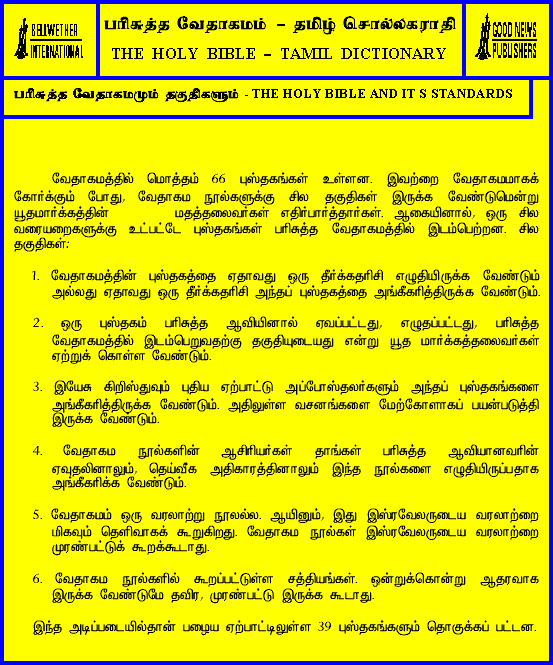 BELLWETHER
INTERNATIONAL
பரிசுத்த வேதாகமம் – தமிழ் சொல்லகராதி
THE HOLY BIBLE – TAMIL DICTIONARY
GOOD NEWS
PUBLISHERS
பரிசுத்த வேதாகமமும் தகுதிகளும் - THE HOLY BIBLE AND IT S STANDARDS
வேதாகமத்தில் மொத்தம் 66 புஸ்தகங்கள் உள்ளன. இவற்றை வேதாகமமாகக்
கோர்க்கும் போது, வேதாகம நூல்களுக்கு சில தகுதிகள் இருக்க வேண்டுமென்று
யூதமார்க்கத்தின் மதத்தலைவர்கள் எதிர்பார்த்தார்கள். ஆகையினால், ஒரு சில
வரையறைகளுக்கு உட்பட்டே புஸ்தகங்கள் பரிசுத்த வேதாகமத்தில் இடம்பெற்றன. சில
தகுதிகள்:
1. வேதாகமத்தின் புஸ்தகத்தை ஏதாவது ஒரு தீர்க்கதரிசி எழுதியிருக்க வேண்டும்
அல்லது ஏதாவது ஒரு தீர்க்கதரிசி அந்தப் புஸ்தகத்தை அங்கீகரித்திருக்க வேண்டும்.
2. ஒரு புஸ்தகம் பரிசுத்த ஆவியினால் ஏவப்பட்டது, எழுதப்பட்டது, பரிசுத்த
வேதாகமத்தில் இடம்பெறுவதற்கு தகுதியுடையது என்று யூத மார்க்கத்தலைவர்கள்
ஏற்றுக் கொள்ள வேண்டும்.
3. இயேசு கிறிஸ்துவும் புதிய ஏற்பாட்டு அப்போஸ்தலர்களும் அந்தப் புஸ்தகங்களை
அங்கீகரித்திருக்க வேண்டும். அதிலுள்ள வசனங்களை மேற்கோளாகப் பயன்படுத்தி
இருக்க வேண்டும்.
4. வேதாகம நூல்களின் ஆசிரியர்கள் தாங்கள் பரிசுத்த ஆவியானவரின்
ஏவுதலினாலும், தெய்வீக அதிகாரத்தினாலும் இந்த நூல்களை எழுதியிருப்பதாக
அங்கீகரிக்க வேண்டும்.
5. வேதாகமம் ஒரு வரலாற்று நூலல்ல. ஆயினும், இது இஸ்ரவேலருடைய வரலாற்றை
மிகவும் தெளிவாகக் கூறுகிறது. வேதாகம நூல்கள் இஸ்ரவேலருடைய வரலாற்றை
முரண்பட்டுக் கூறக்கூடாது.
6. வேதாகம நூல்களில் கூறப்பட்டுள்ள சத்தியங்கள். ஒன்றுக்கொன்று ஆதரவாக
இருக்க வேண்டுமே தவிர, முரண்பட்டு இருக்க கூடாது.
இந்த அடிப்படையில்தான் பழைய ஏற்பாட்டிலுள்ள 39 புஸ்தகங்களும் தொகுக்கப் பட்டன.